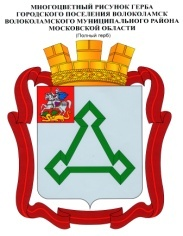 МНОГОЦВЕТНЫЙ РИСУНОК ГЕРБА
ГОРОДСКОГО ПОСЕЛЕНИЯ ВОЛОКОЛАМСК
ВОЛОКОЛАМСКОГО МУНИЦИПАЛЬНОГО РАЙОНА
МОСКОВСКОЙ ОБЛАСТИ
(Полный герб)